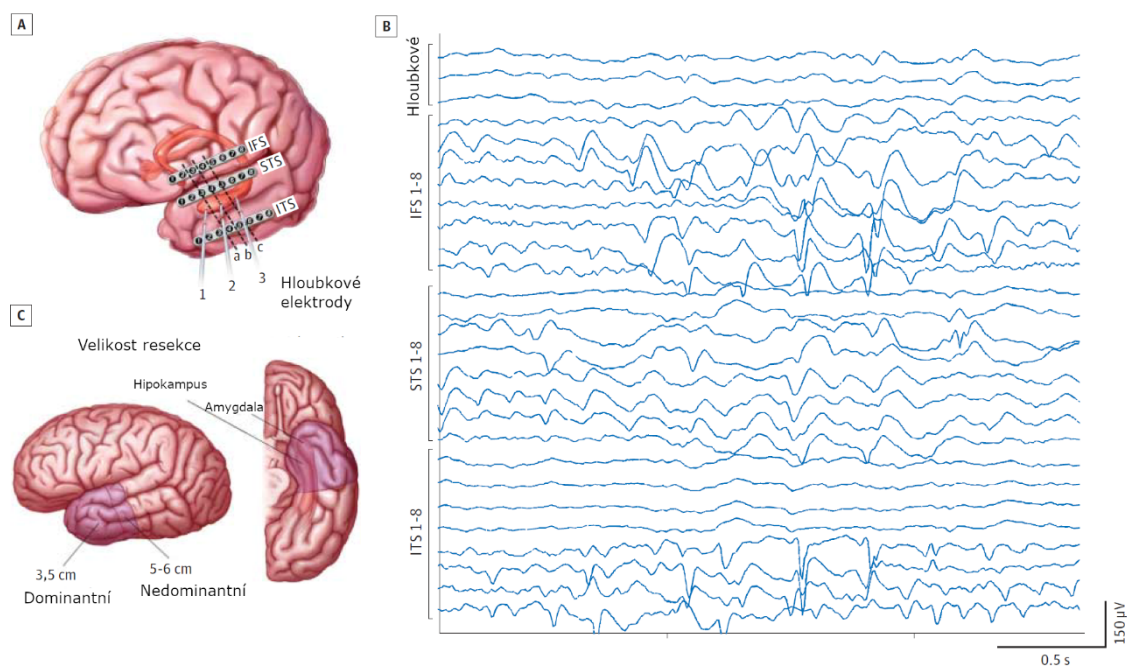 A
IFS
STS
ITS
a b c
1 2 3
Hloubkové
elektrody
B
Hloubkové
IFS 1-8
STS 1-8
ITS 1-8
150 μV
0.5 s
C
Velikost resekce
Hipokampus
Amygdala
3,5 cm
Dominantní
5-6 cm
Nedominantní